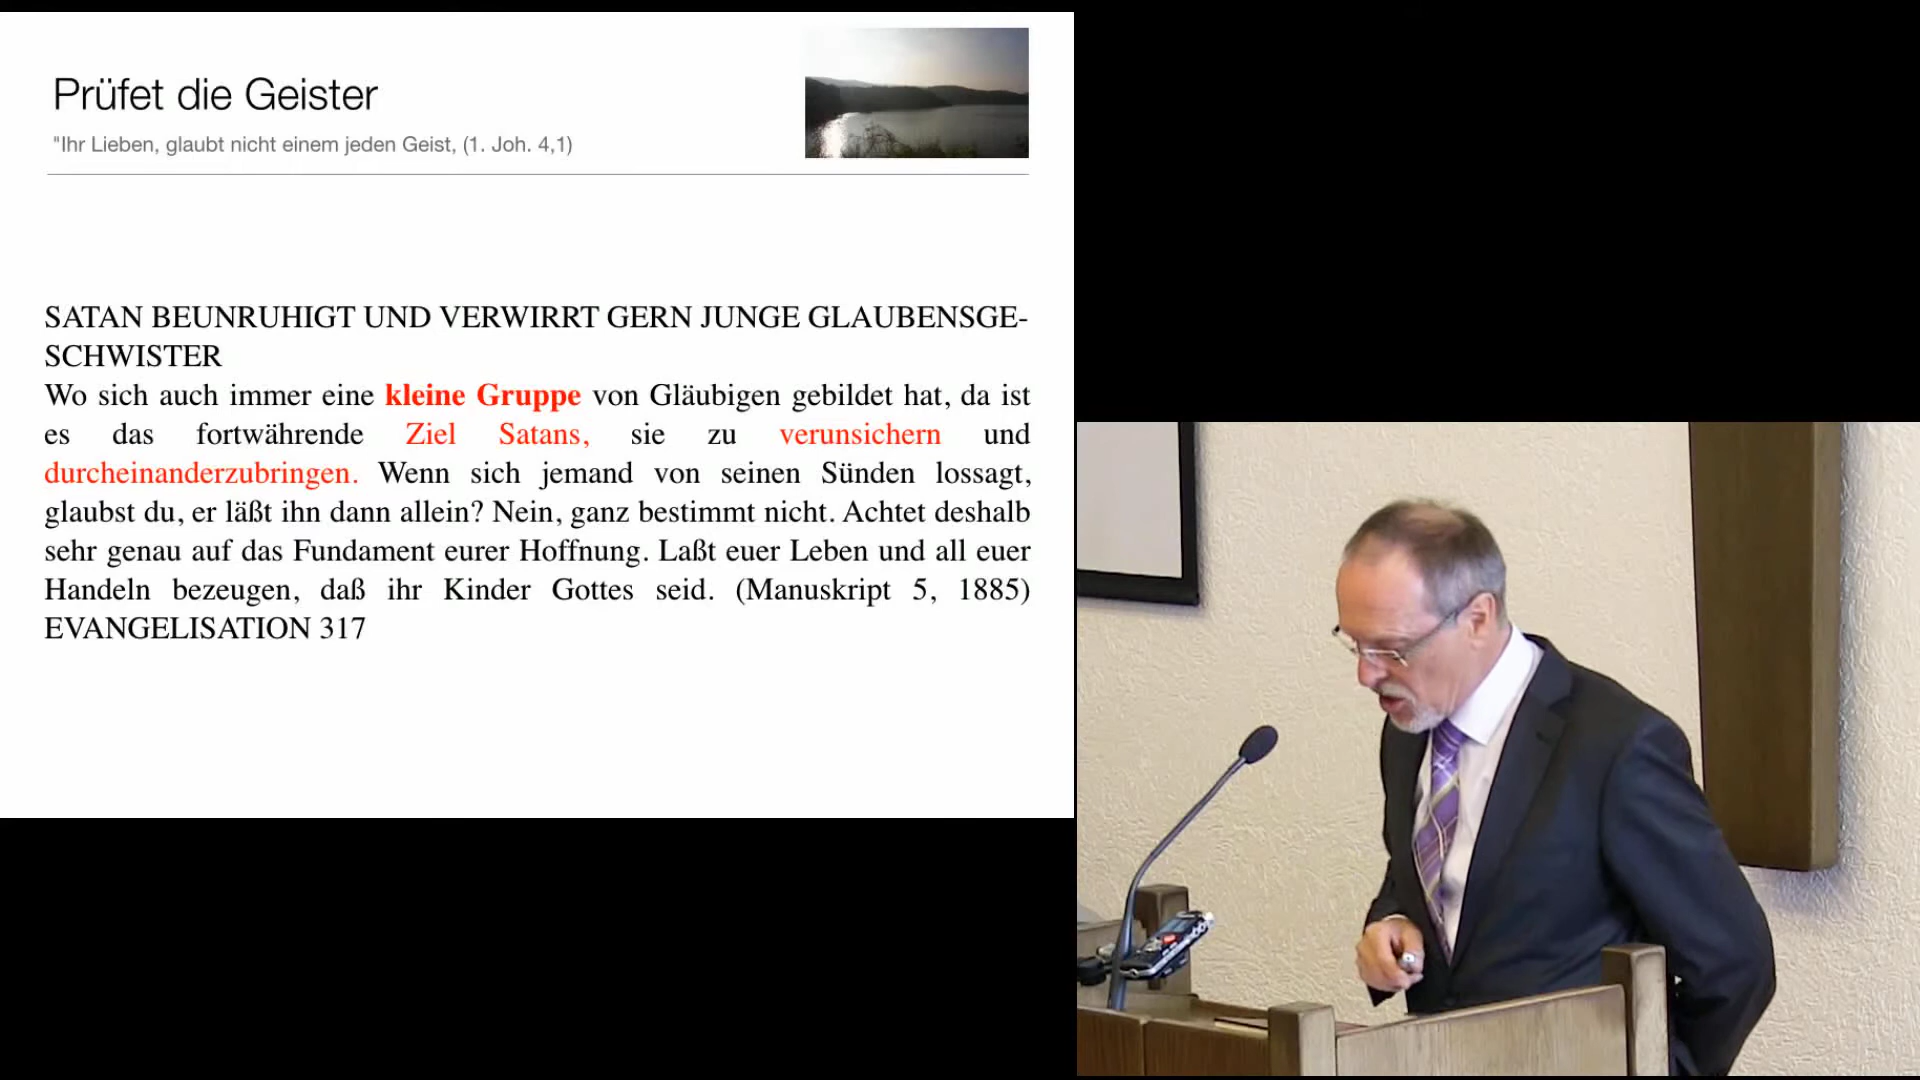 Prüfet die Geister
"Ihr Lieben, glaubt nicht einem jeden Geist, (1. Joh. 4,1)
SATAN BEUNRUHIGT UND VERWIRRT GERN JUNGE GLAUBENSGE-
SCHWISTER
Wo sich auch immer eine kleine Gruppe von Gläubigen gebildet hat, da ist
es das fortwährende Ziel Satans, sie zu verunsichern und
durcheinanderzubringen. Wenn sich jemand von seinen Sünden lossagt,
glaubst du, er läßt ihn dann allein? Nein, ganz bestimmt nicht. Achtet deshalb
sehr genau auf das Fundament eurer Hoffnung. Laßt euer Leben und all euer
Handeln bezeugen, daß ihr Kinder Gottes seid. (Manuskript 5, 1885)
EVANGELISATION 317